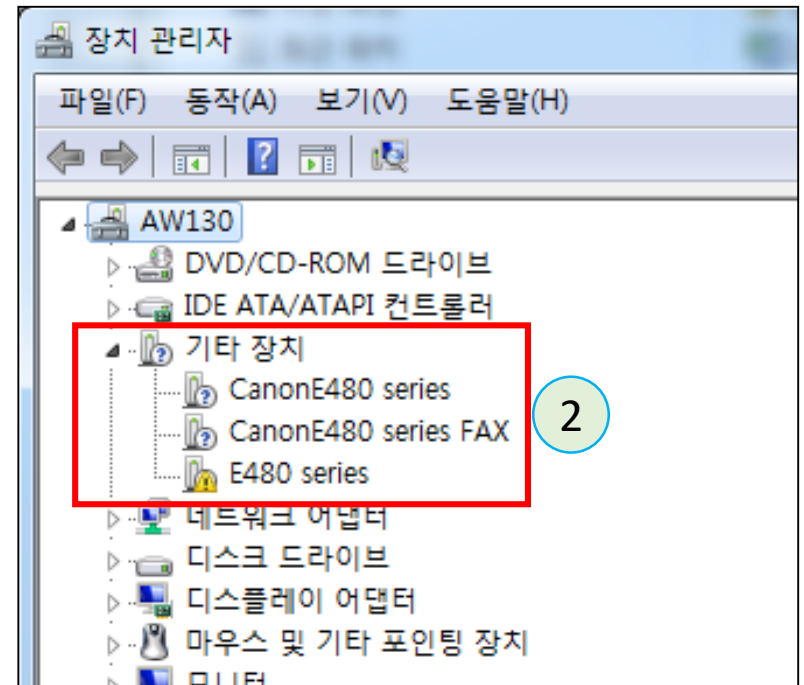 장치 관리자
파일(F) 동작(A) 보기(V) 도움말(H)
AW130
DVD/CD-ROM 드라이브
IDE ATA/ATAPI 컨트롤러
기타 장치
CanonE480 series
CanonE480 series FAX
2
E480 series
네트워크 어댑터
디스크 드라이브
디스플레이 어댑터
마우스 및 기타 포인팅 장치
모니터